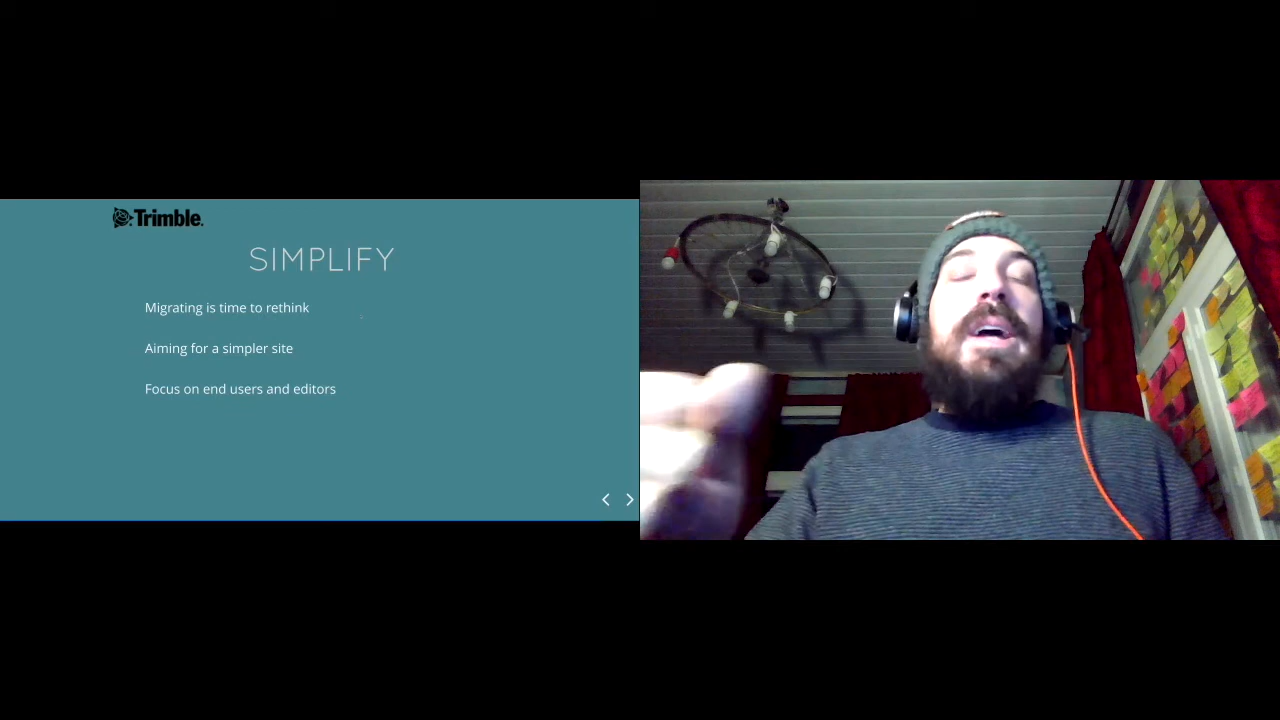 Trimble.
SIMPLIFY
Migrating is time to rethink
Aiming for a simpler site
Focus on end users and editors